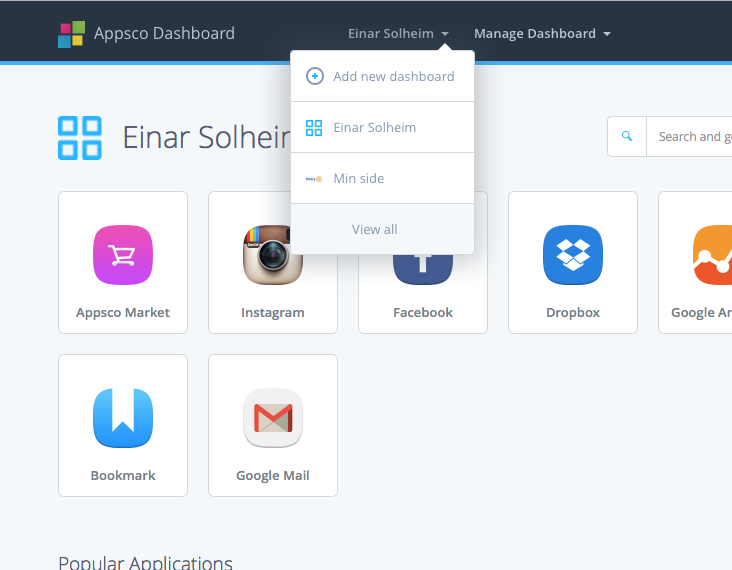 Appsco Dashboard
Einar Solheim
Manage Dashboard
Add new dashboard
Einar Solheim
Min side
View all
Einar Solhei
Search and g
Appsco Market
Instagram
Facebook
Dropbox
Google An
Bookmark
Google Mail
Popular Applications